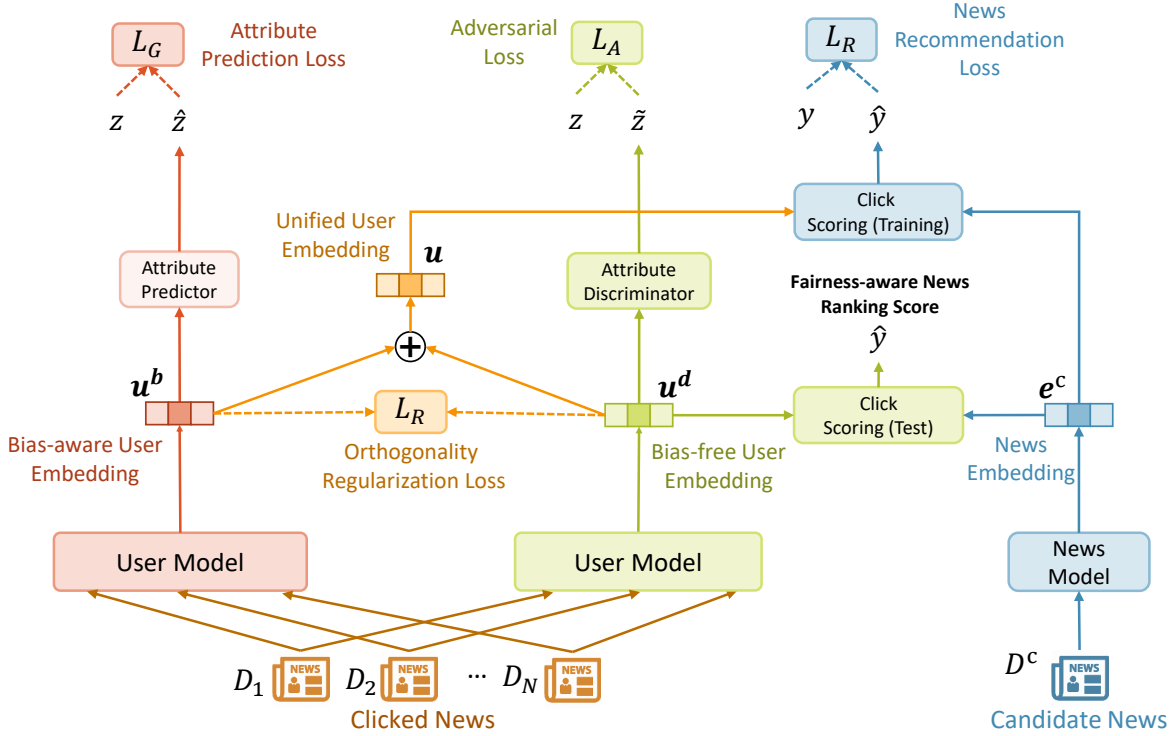 L_G
Attribute
Prediction Loss
Adversarial
Loss
L_A
L_R
News
Recommendation
Loss
z ẑ
z z̃
y ŷ
Unified User
Embedding
u
Click
Scoring (Training)
Attribute
Predictor
Attribute
Discriminator
Fairness-aware News
Ranking Score
ŷ
u^b
u^d
e^c
L_R
Click
Scoring (Test)
Bias-aware User
Embedding
Orthogonality
Regularization Loss
Bias-free User
Embedding
News
Embedding
User Model
User Model
News
Model
D_1
NEWS
D_2
NEWS
...
D_N
NEWS
D^c
NEWS
Clicked News
Candidate News